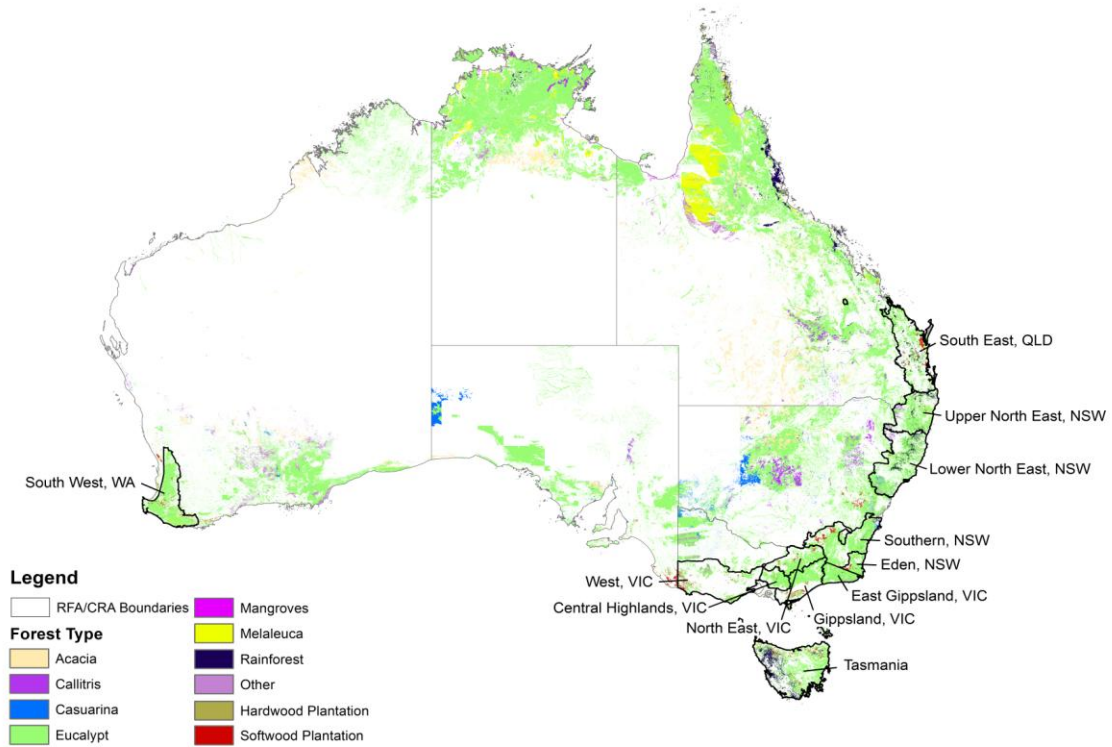 South East, QLD
Upper North East, NSW
Lower North East, NSW
South West, WA
Southern, NSW
Eden, NSW
West, VIC
East Gippsland, VIC
Central Highlands, VIC
Gippsland, VIC
North East, VIC
Tasmania
Legend
RFA/CRA Boundaries
Forest Type
Acacia
Callitris
Casuarina
Eucalypt
Mangroves
Melaleuca
Rainforest
Other
Hardwood Plantation
Softwood Plantation